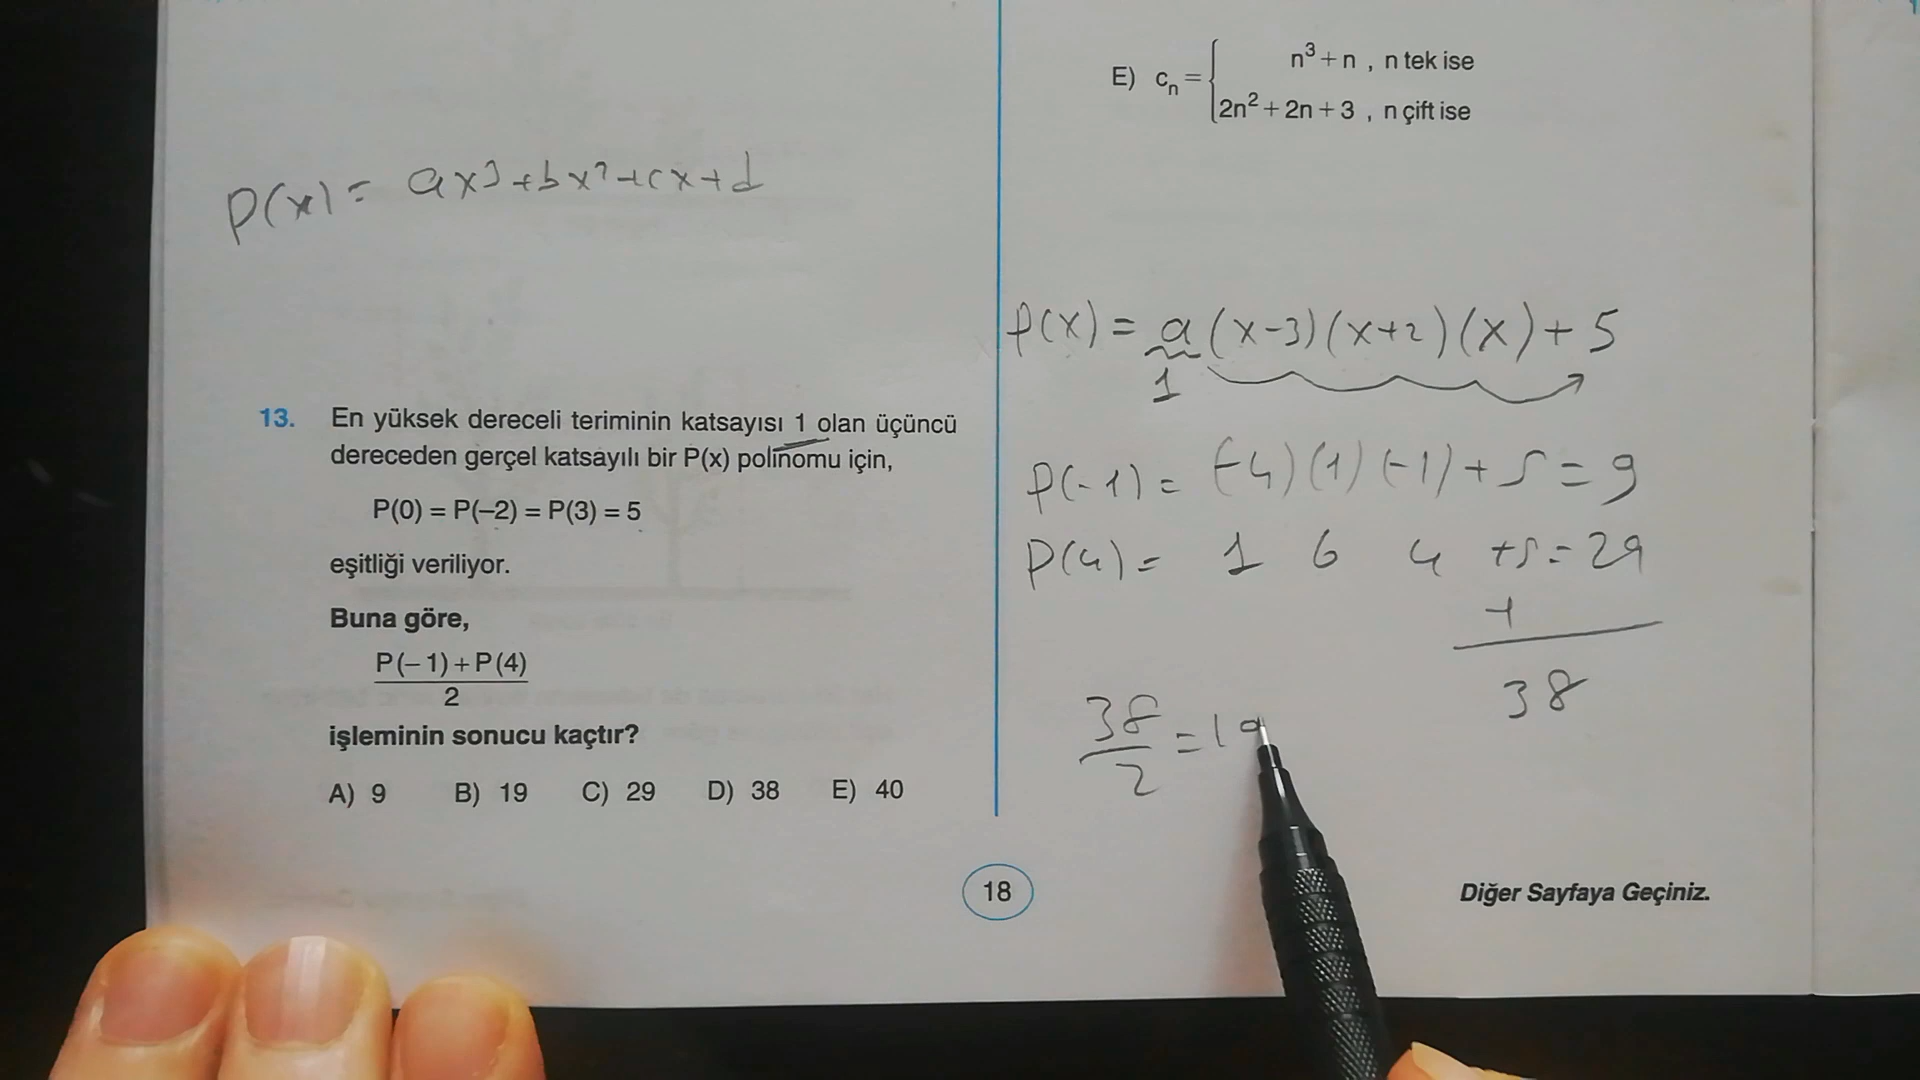 P(x) = ax³+bx²+cx+d
13. En yüksek dereceli teriminin katsayısı 1 olan üçüncü
dereceden gerçel katsayılı bir P(x) polinomu için,
P(0) = P(–2) = P(3) = 5
eşitliği veriliyor.
Buna göre,
P(–1) + P(4)
2
işleminin sonucu kaçtır?
A) 9 B) 19 C) 29 D) 38 E) 40
E) cₙ = { n³ + n , n tek ise
2n² + 2n + 3 , n çift ise
P(x) = a (x-3)(x+2)(x) + 5
1
P(-1) = (-4)(1)(-1) + 5 = 9
P(4) = 1 6 4 +5 = 29
+
38
38
2
= 19
18
Diğer Sayfaya Geçiniz.